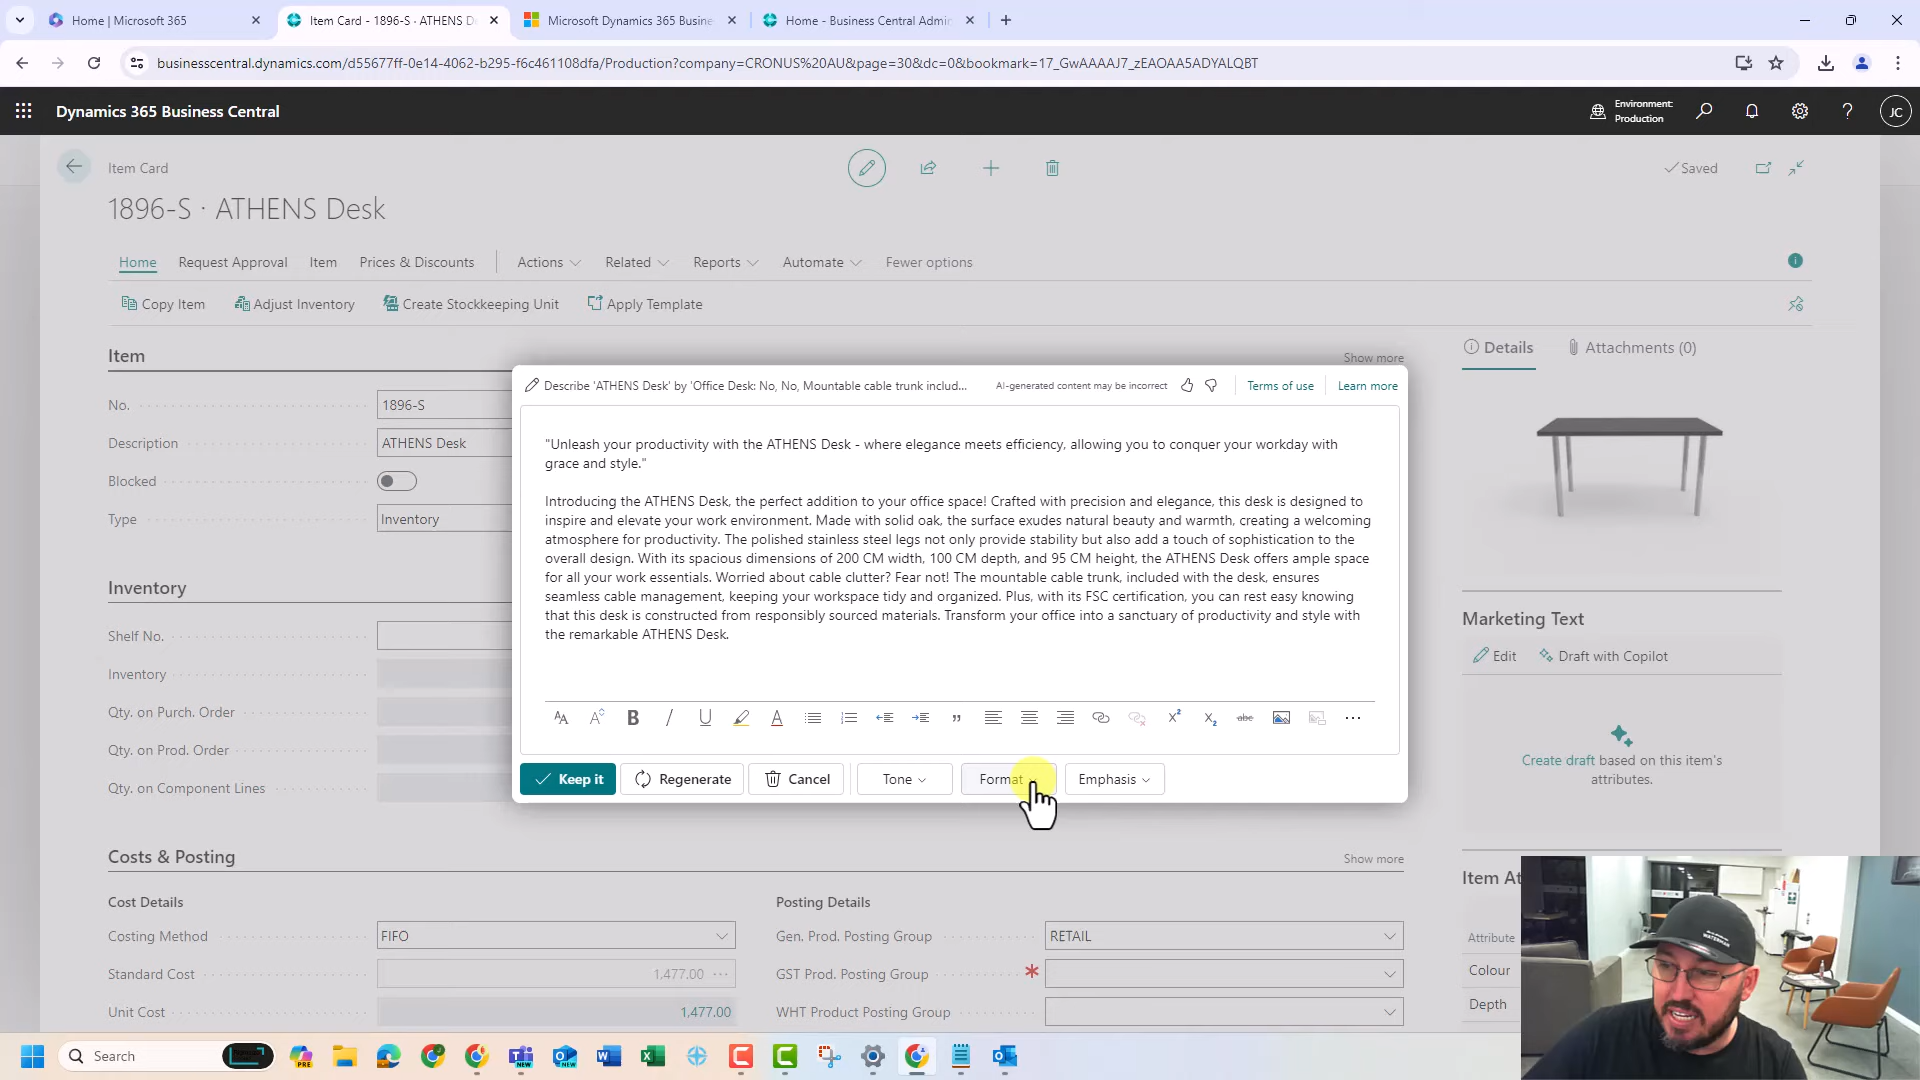 Home | Microsoft 365
Item Card - 1896-S · ATHENS D
Microsoft Dynamics 365 Busine
Home - Business Central Admin
businesscentral.dynamics.com/d55677ff-0e14-4062-b295-f6c461108dfa/Production?company=CRONUS%20AU&page=30&dc=0&bookmark=17_GwAAAAJ7_zEAOAA5ADYALQBT
Dynamics 365 Business Central
Environment:
Production
JC
Item Card
Saved
1896-S · ATHENS Desk
Home Request Approval Item Prices & Discounts Actions Related Reports Automate Fewer options
Copy Item Adjust Inventory Create Stockkeeping Unit Apply Template
Item
Show more
No. 1896-S
Description ATHENS Desk
Blocked
Type Inventory
Inventory
Shelf No.
Inventory
Qty. on Purch. Order
Qty. on Prod. Order
Qty. on Component Lines
Describe 'ATHENS Desk' by 'Office Desk: No, No, Mountable cable trunk includ...
AI-generated content may be incorrect
Terms of use
Learn more
"Unleash your productivity with the ATHENS Desk - where elegance meets efficiency, allowing you to conquer your workday with
grace and style."
Introducing the ATHENS Desk, the perfect addition to your office space! Crafted with precision and elegance, this desk is designed to
inspire and elevate your work environment. Made with solid oak, the surface exudes natural beauty and warmth, creating a welcoming
atmosphere for productivity. The polished stainless steel legs not only provide stability but also add a touch of sophistication to the
overall design. With its spacious dimensions of 200 CM width, 100 CM depth, and 95 CM height, the ATHENS Desk offers ample space
for all your work essentials. Worried about cable clutter? Fear not! The mountable cable trunk, included with the desk, ensures
seamless cable management, keeping your workspace tidy and organized. Plus, with its FSC certification, you can rest easy knowing
that this desk is constructed from responsibly sourced materials. Transform your office into a sanctuary of productivity and style with
the remarkable ATHENS Desk.
Keep it Regenerate Cancel Tone Format Emphasis
Details Attachments (0)
Marketing Text
Edit Draft with Copilot
Create draft based on this item's
attributes.
Item At
Attribute
Colour
Depth
Costs & Posting
Show more
Cost Details
Posting Details
Costing Method FIFO
Gen. Prod. Posting Group RETAIL
Standard Cost 1,477.00
GST Prod. Posting Group
Unit Cost 1,477.00
WHT Product Posting Group
WATERMAN
Search